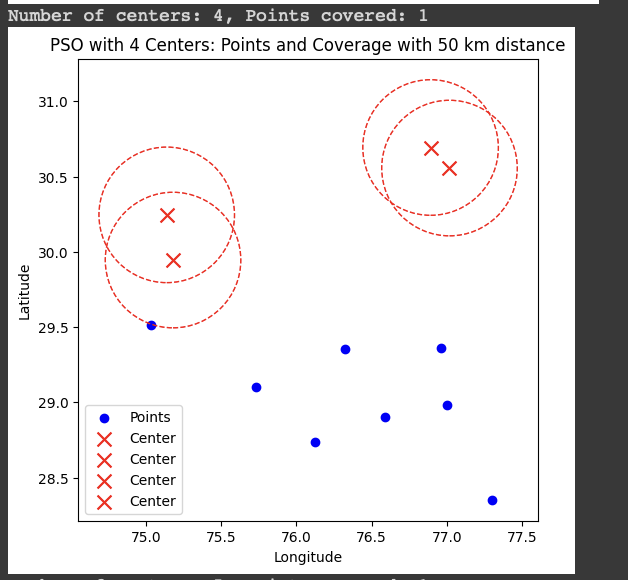 Number of centers: 4, Points covered: 1
PSO with 4 Centers: Points and Coverage with 50 km distance
31.0
30.5
30.0
29.5
29.0
28.5
Latitude
Points
Center
Center
Center
Center
75.0 75.5 76.0 76.5 77.0 77.5
Longitude